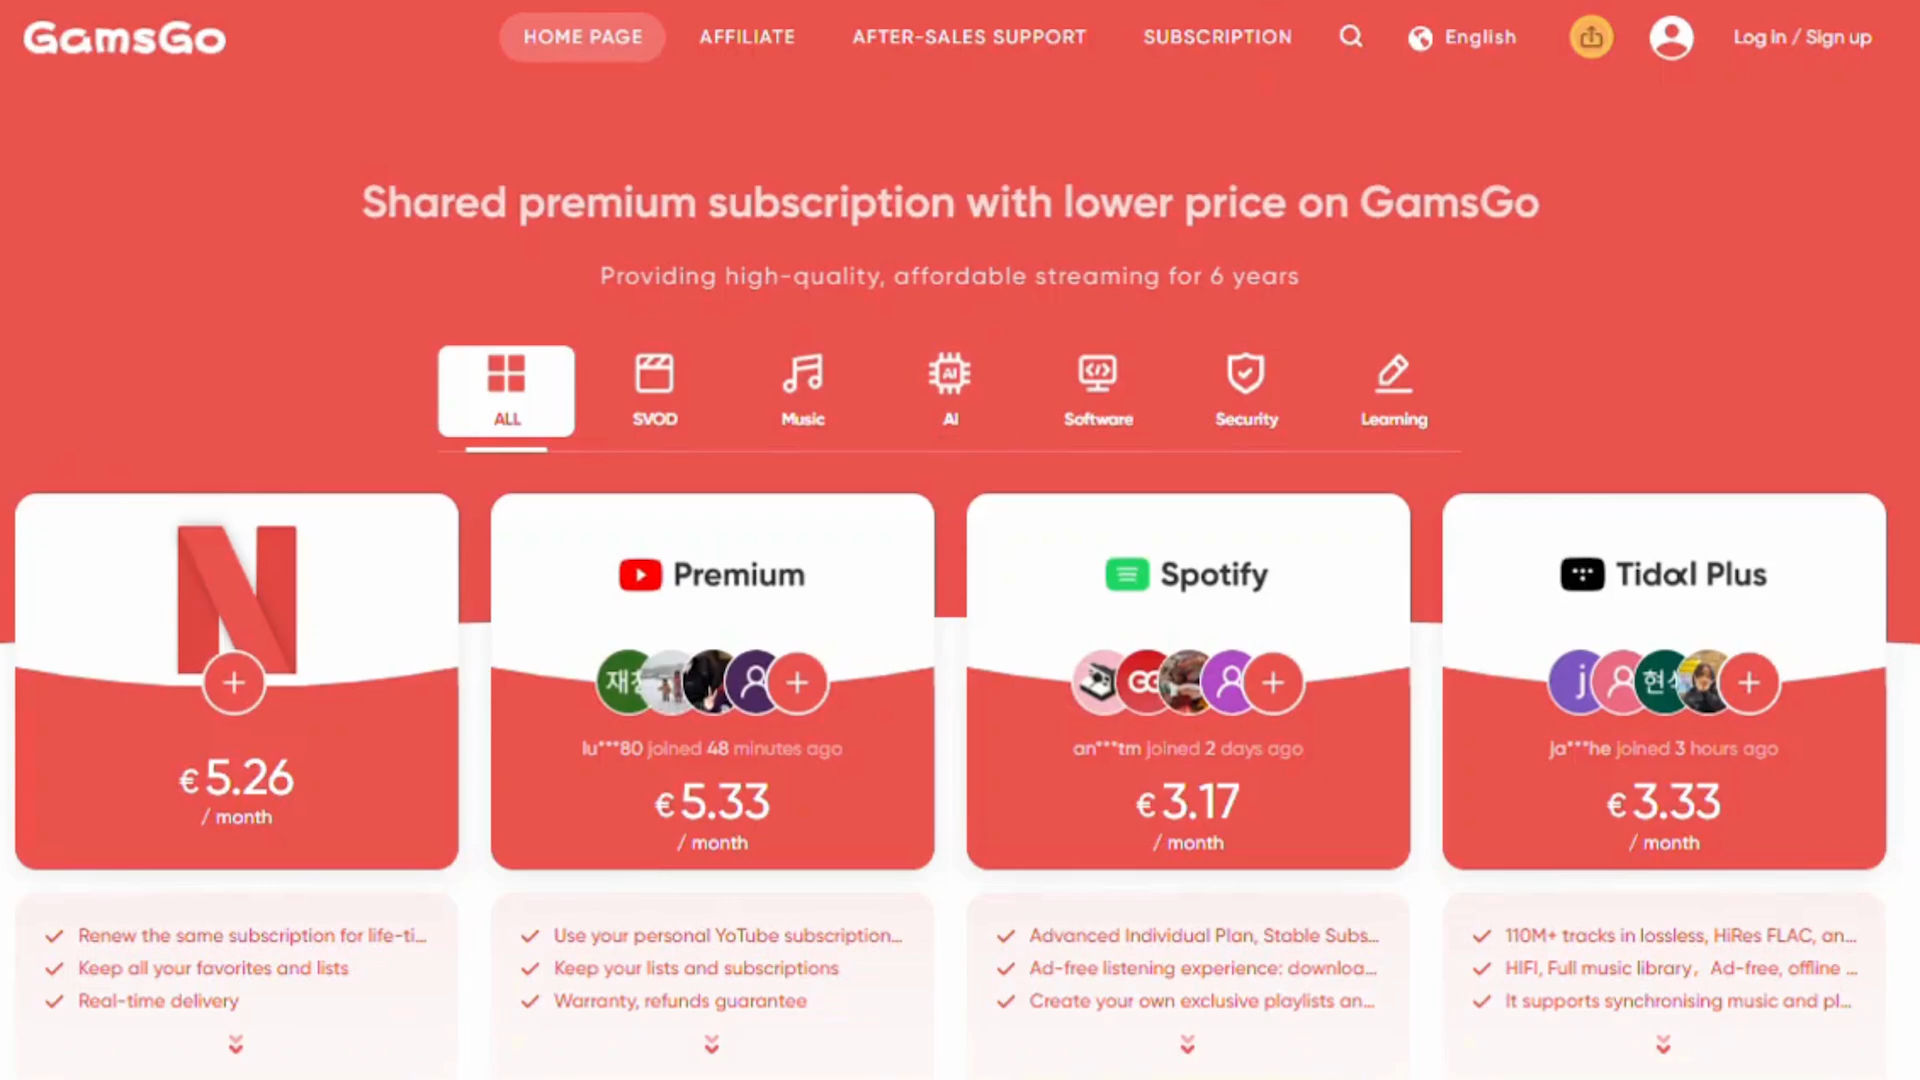 GamsGo
HOME PAGE
AFFILIATE
AFTER-SALES SUPPORT
SUBSCRIPTION
English
Log in / Sign up
Shared premium subscription with lower price on GamsGo
Providing high-quality, affordable streaming for 6 years
ALL
SVOD
Music
AI
AI
Software
Security
Learning
N
Premium
Spotify
Tidal Plus
j
lu***80 joined 48 minutes ago
an***tm joined 2 days ago
ja***he joined 3 hours ago
€ 5.26
/ month
€ 5.33
/ month
€ 3.17
/ month
€ 3.33
/ month
Renew the same subscription for life-ti...
Keep all your favorites and lists
Real-time delivery
Use your personal YoTube subscription...
Keep your lists and subscriptions
Warranty, refunds guarantee
Advanced Individual Plan, Stable Subs...
Ad-free listening experience: downloa...
Create your own exclusive playlists an...
110M+ tracks in lossless, HiRes FLAC, an...
HIFI, Full music library，Ad-free, offline ...
It supports synchronising music and pl...